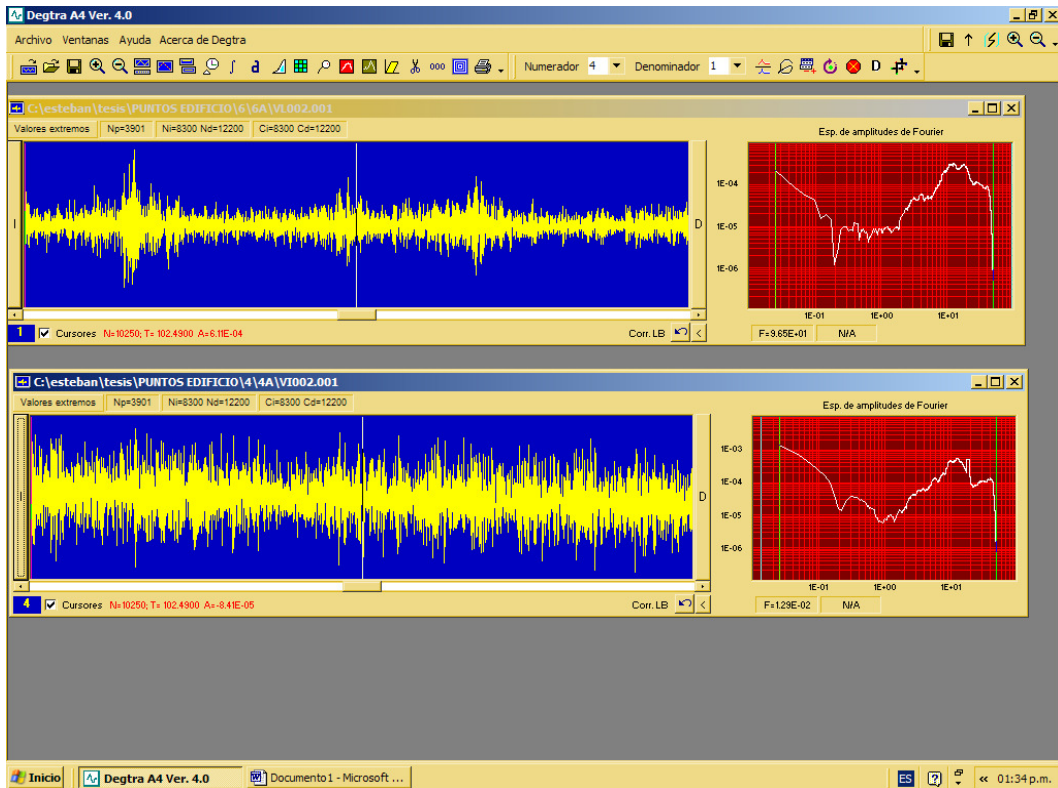 Degtra A4 Ver. 4.0
Archivo Ventanas Ayuda Acerca de Degtra
Numerador 4 Denominador 1 D
C:\esteban\tesis\PUNTOS EDIFICIO\6\6A\VL002.001
Valores extremos Np=3901 Ni=8300 Nd=12200 Ci=8300 Cd=12200
Esp. de amplitudes de Fourier
1E-04
1E-05
1E-06
1E-01 1E+00 1E+01
I D
1 Cursores N=10250; T= 102.4900 A=6.11E-04 Corr. LB <
F=9.65E+01 N/A
C:\esteban\tesis\PUNTOS EDIFICIO\4\4A\VI002.001
Valores extremos Np=3901 Ni=8300 Nd=12200 Ci=8300 Cd=12200
Esp. de amplitudes de Fourier
1E-03
1E-04
1E-05
1E-06
1E-01 1E+00 1E+01
I D
4 Cursores N=10250; T= 102.4900 A=-8.41E-05 Corr. LB <
F=1.29E-02 N/A
Inicio Degtra A4 Ver. 4.0 Documento1 - Microsoft ... ES « 01:34 p.m.